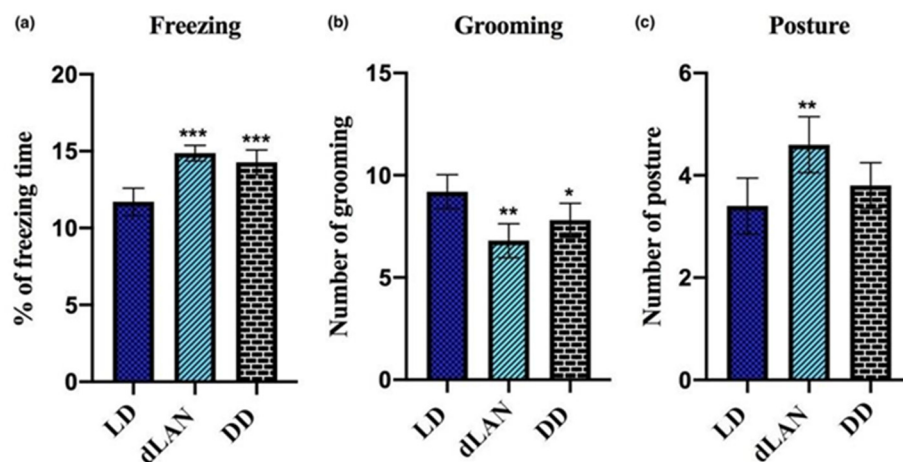 (a) Freezing
% of freezing time
20
15
10
5
0
***
***
LD
dLAN
DD
(b) Grooming
Number of grooming
15
10
5
0
**
*
LD
dLAN
DD
(c) Posture
Number of posture
6
4
2
0
**
LD
dLAN
DD